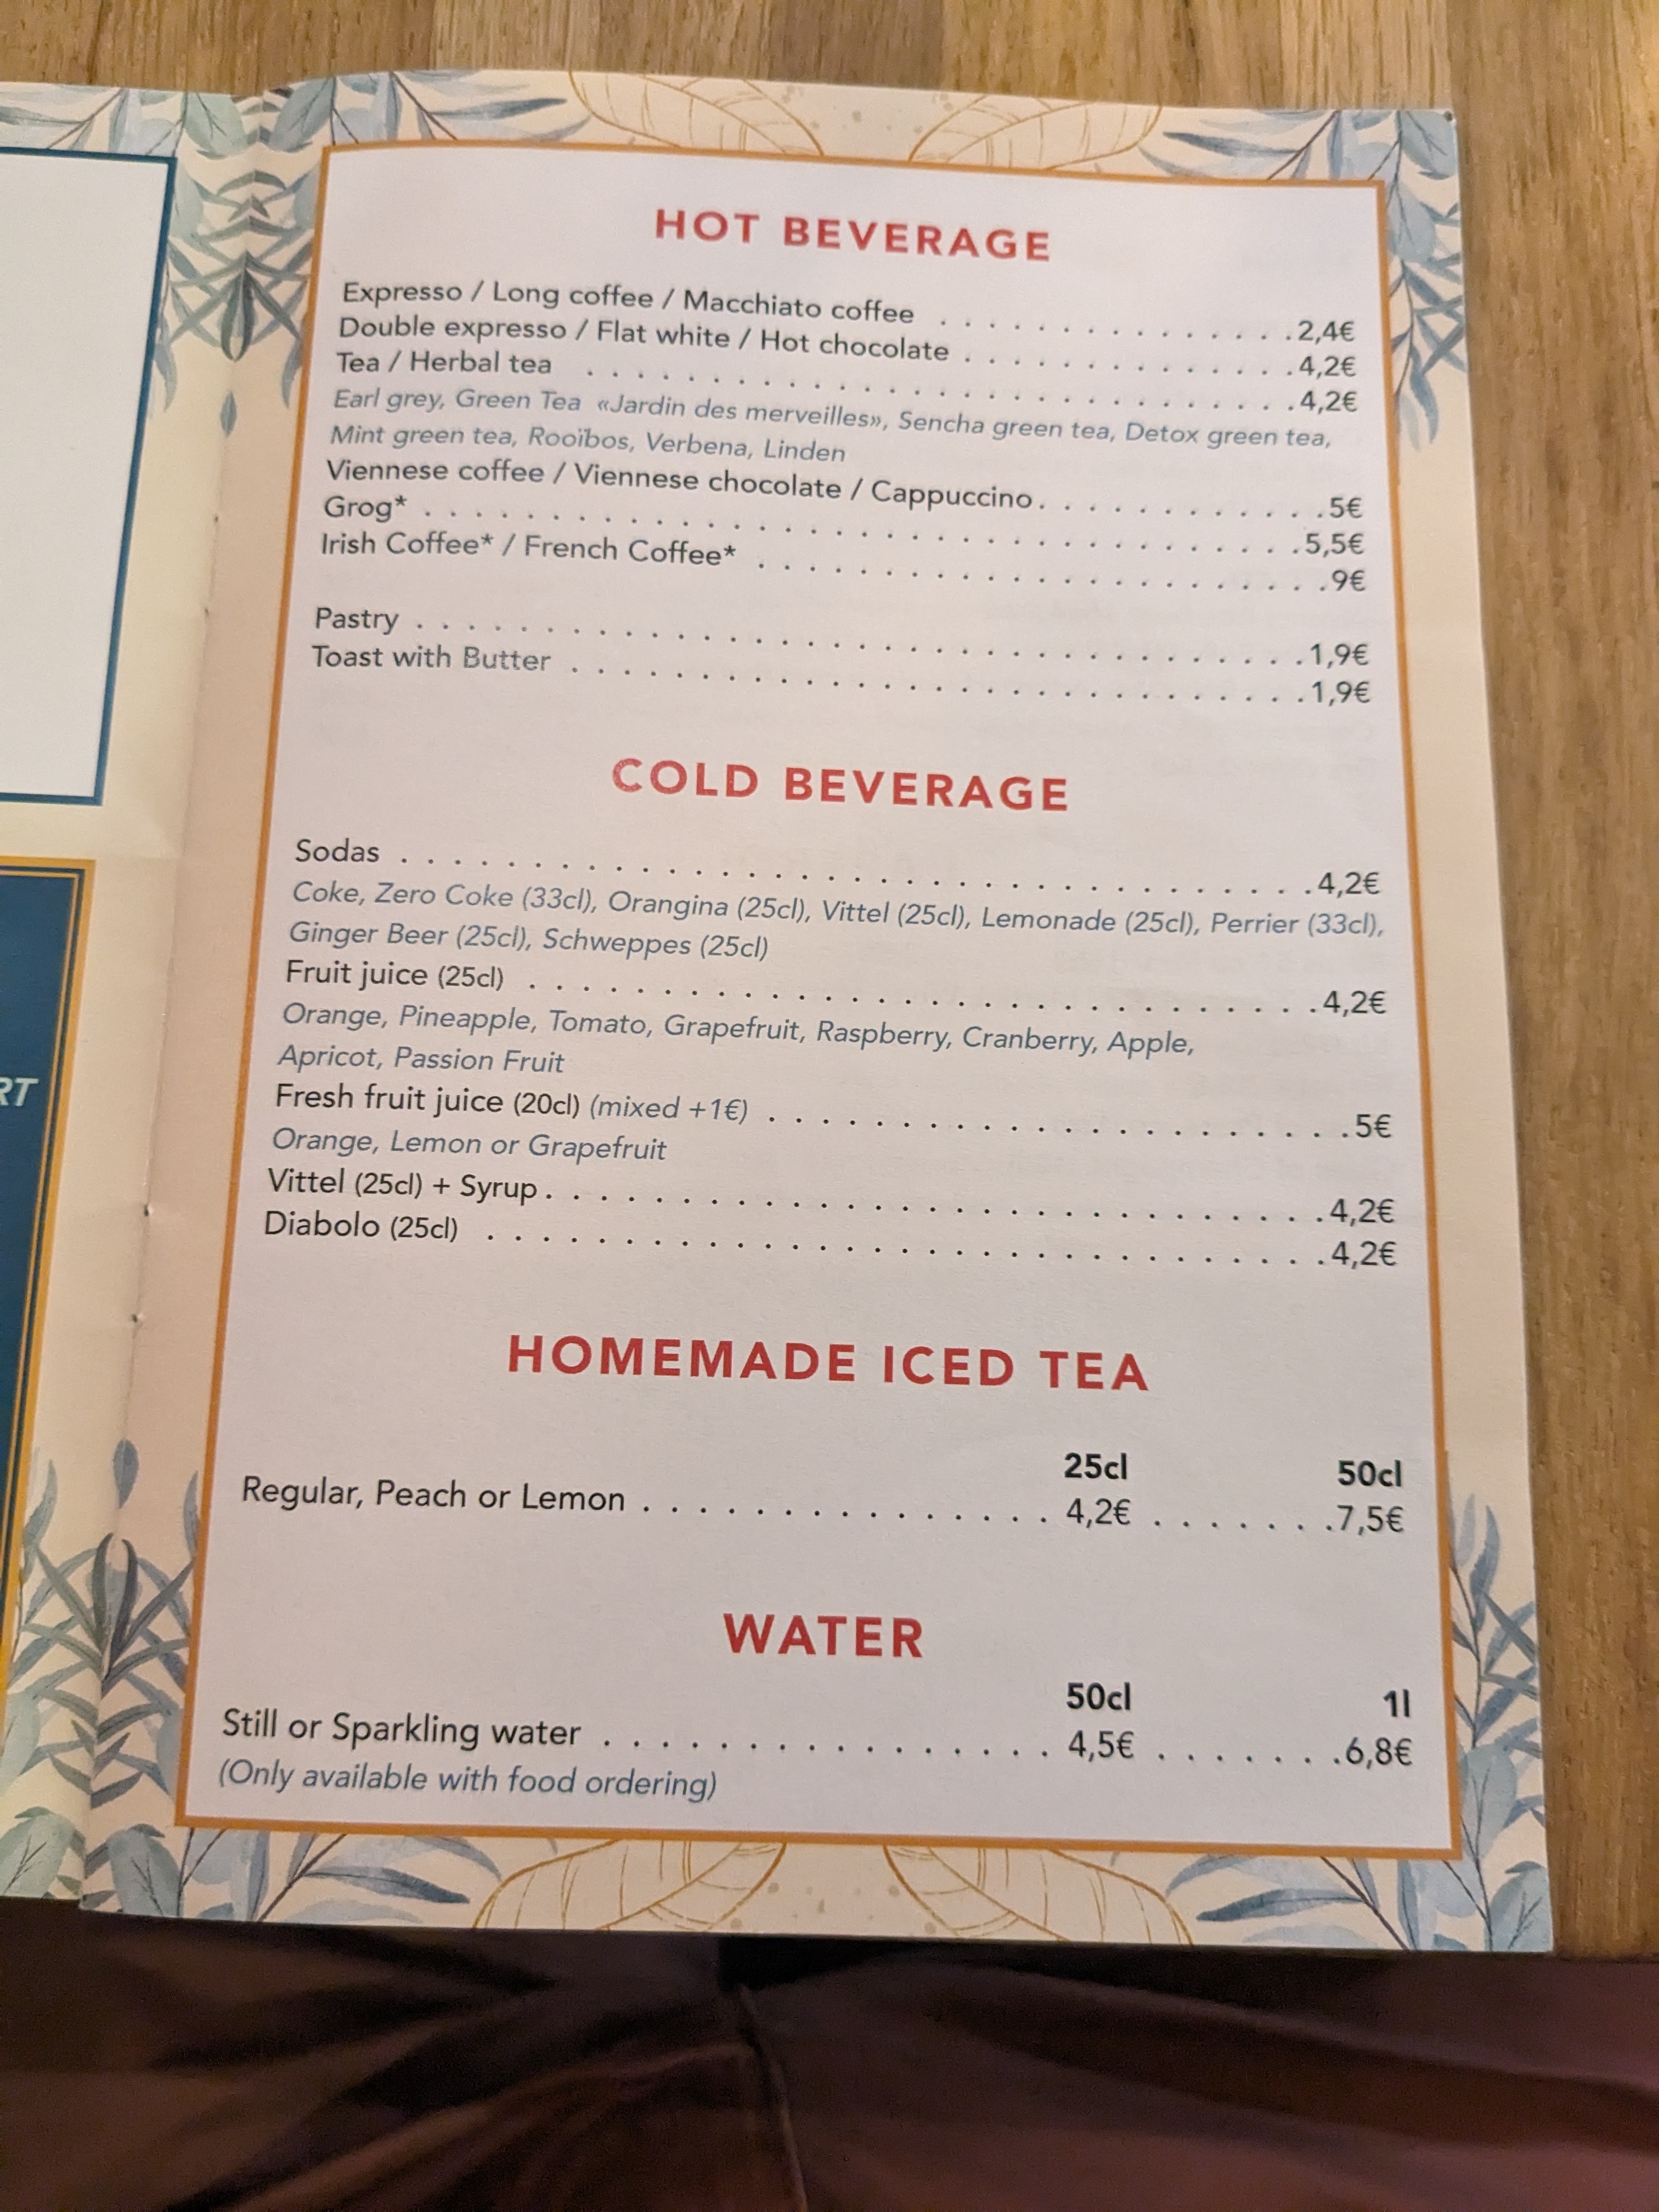 HOT BEVERAGE
Expresso / Long coffee / Macchiato coffee . . . . . . . . . . . . . . 2,4€
Double expresso / Flat white / Hot chocolate . . . . . . . . . . . . . 4,2€
Tea / Herbal tea . . . . . . . . . . . . . . . . . . . . . . . . . . . . 4,2€
Earl grey, Green Tea «Jardin des merveilles», Sencha green tea, Detox green tea,
Mint green tea, Rooïbos, Verbena, Linden
Viennese coffee / Viennese chocolate / Cappuccino . . . . . . . . . . . . 5€
Grog* . . . . . . . . . . . . . . . . . . . . . . . . . . . . . . . . . . 5,5€
Irish Coffee* / French Coffee* . . . . . . . . . . . . . . . . . . . . . . 9€
Pastry . . . . . . . . . . . . . . . . . . . . . . . . . . . . . . . . . . 1,9€
Toast with Butter . . . . . . . . . . . . . . . . . . . . . . . . . . . . 1,9€
COLD BEVERAGE
Sodas . . . . . . . . . . . . . . . . . . . . . . . . . . . . . . . . . . 4,2€
Coke, Zero Coke (33cl), Orangina (25cl), Vittel (25cl), Lemonade (25cl), Perrier (33cl),
Ginger Beer (25cl), Schweppes (25cl)
Fruit juice (25cl) . . . . . . . . . . . . . . . . . . . . . . . . . . . . . 4,2€
Orange, Pineapple, Tomato, Grapefruit, Raspberry, Cranberry, Apple,
Apricot, Passion Fruit
Fresh fruit juice (20cl) (mixed +1€) . . . . . . . . . . . . . . . . . . . . . 5€
Orange, Lemon or Grapefruit
RT
Vittel (25cl) + Syrup . . . . . . . . . . . . . . . . . . . . . . . . . . . . 4,2€
Diabolo (25cl) . . . . . . . . . . . . . . . . . . . . . . . . . . . . . . . 4,2€
HOMEMADE ICED TEA
25cl 50cl
Regular, Peach or Lemon . . . . . . . . . . . . . . . 4,2€ . . . . . . . 7,5€
WATER
50cl 1l
Still or Sparkling water . . . . . . . . . . . . . . . . 4,5€ . . . . . . . . 6,8€
(Only available with food ordering)